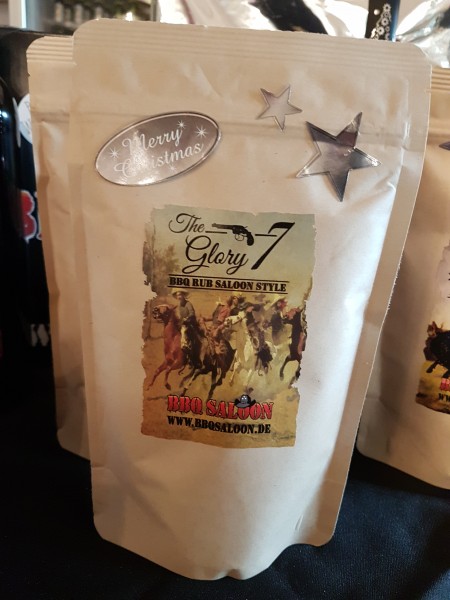 Merry
Christmas
The
Glory 7
BBQ RUB SALOON STYLE
BBQ SALOON
WWW.BBQSALOON.DE